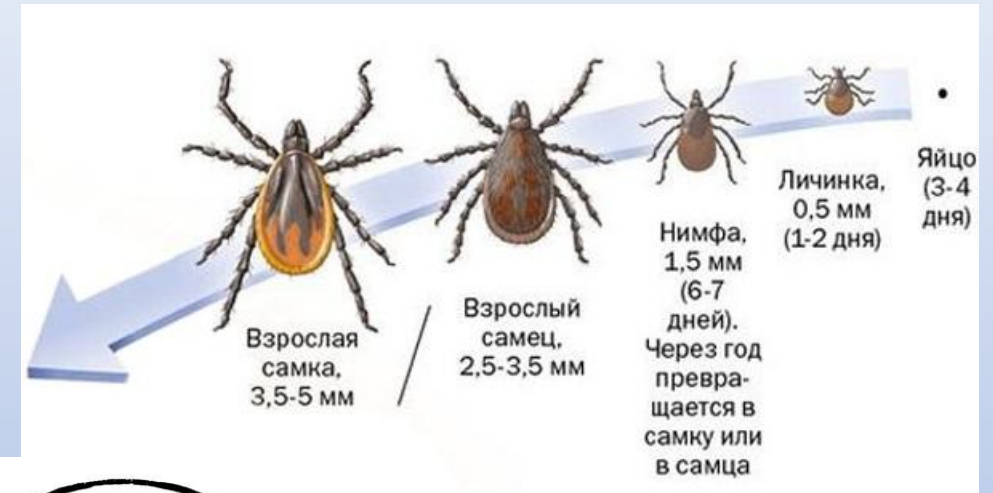 Взрослая
самка,
3,5-5 мм
Взрослый
самец,
2,5-3,5 мм
Нимфа,
1,5 мм
(6-7
дней).
Через год
превра-
щается в
самку или
в самца
Личинка,
0,5 мм
(1-2 дня)
Яйцо
(3-4
дня)